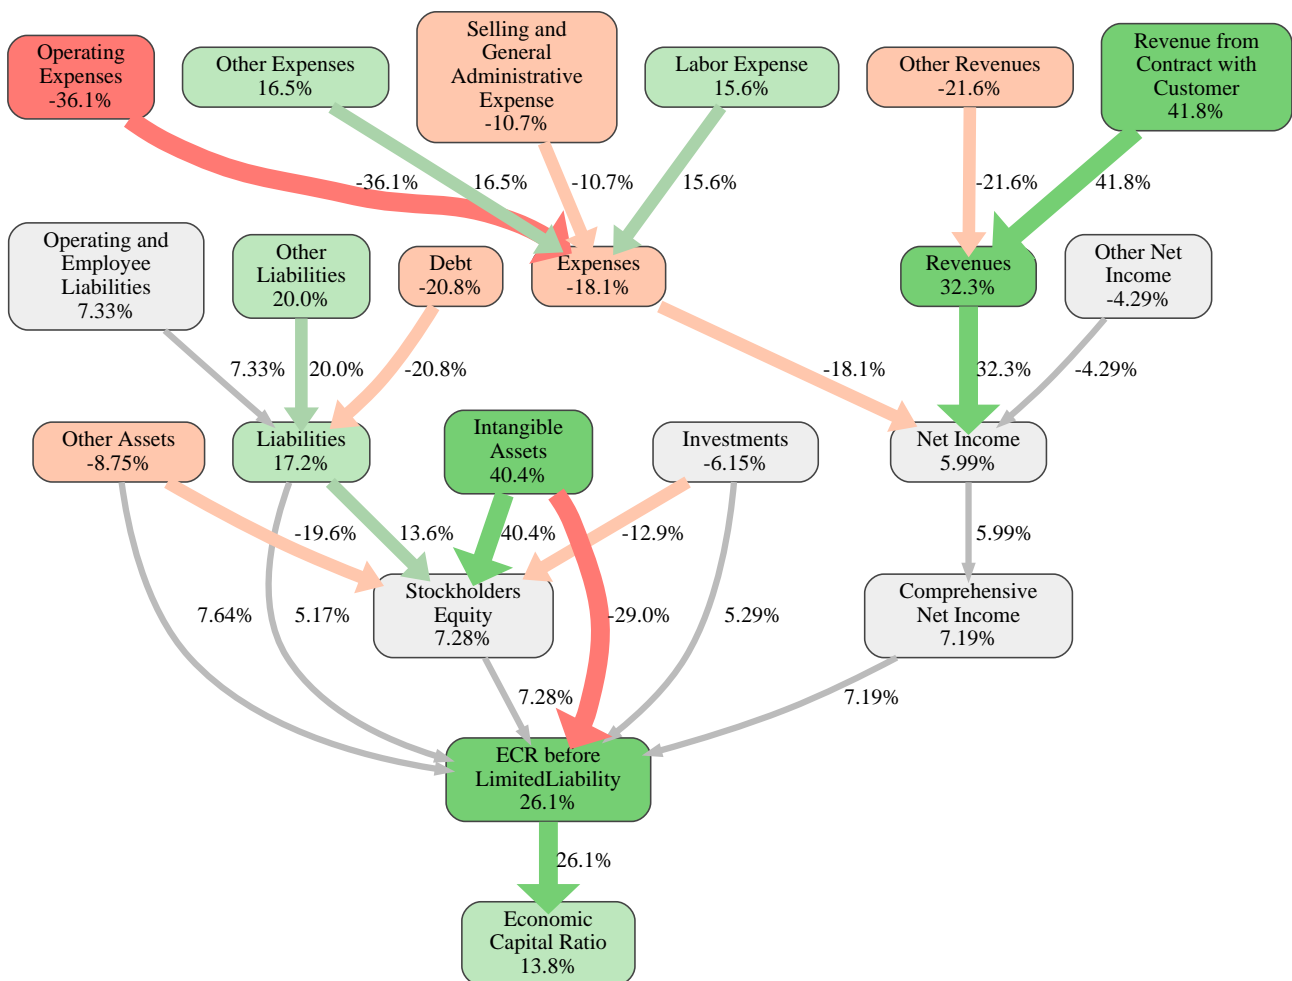 Operating
Expenses
-36.1%
Other Expenses
16.5%
Selling and
General
Administrative
Expense
-10.7%
Labor Expense
15.6%
Other Revenues
-21.6%
Revenue from
Contract with
Customer
41.8%
-36.1%
16.5%
-10.7%
15.6%
-21.6%
41.8%
Operating and
Employee
Liabilities
7.33%
Other
Liabilities
20.0%
Debt
-20.8%
Expenses
-18.1%
Revenues
32.3%
Other Net
Income
-4.29%
7.33%
20.0%
-20.8%
-18.1%
32.3%
-4.29%
Other Assets
-8.75%
Liabilities
17.2%
Intangible
Assets
40.4%
Investments
-6.15%
Net Income
5.99%
-19.6%
13.6%
40.4%
-12.9%
5.99%
Stockholders
Equity
7.28%
Comprehensive
Net Income
7.19%
7.64%
5.17%
-29.0%
5.29%
7.28%
7.19%
ECR before
LimitedLiability
26.1%
26.1%
Economic
Capital Ratio
13.8%